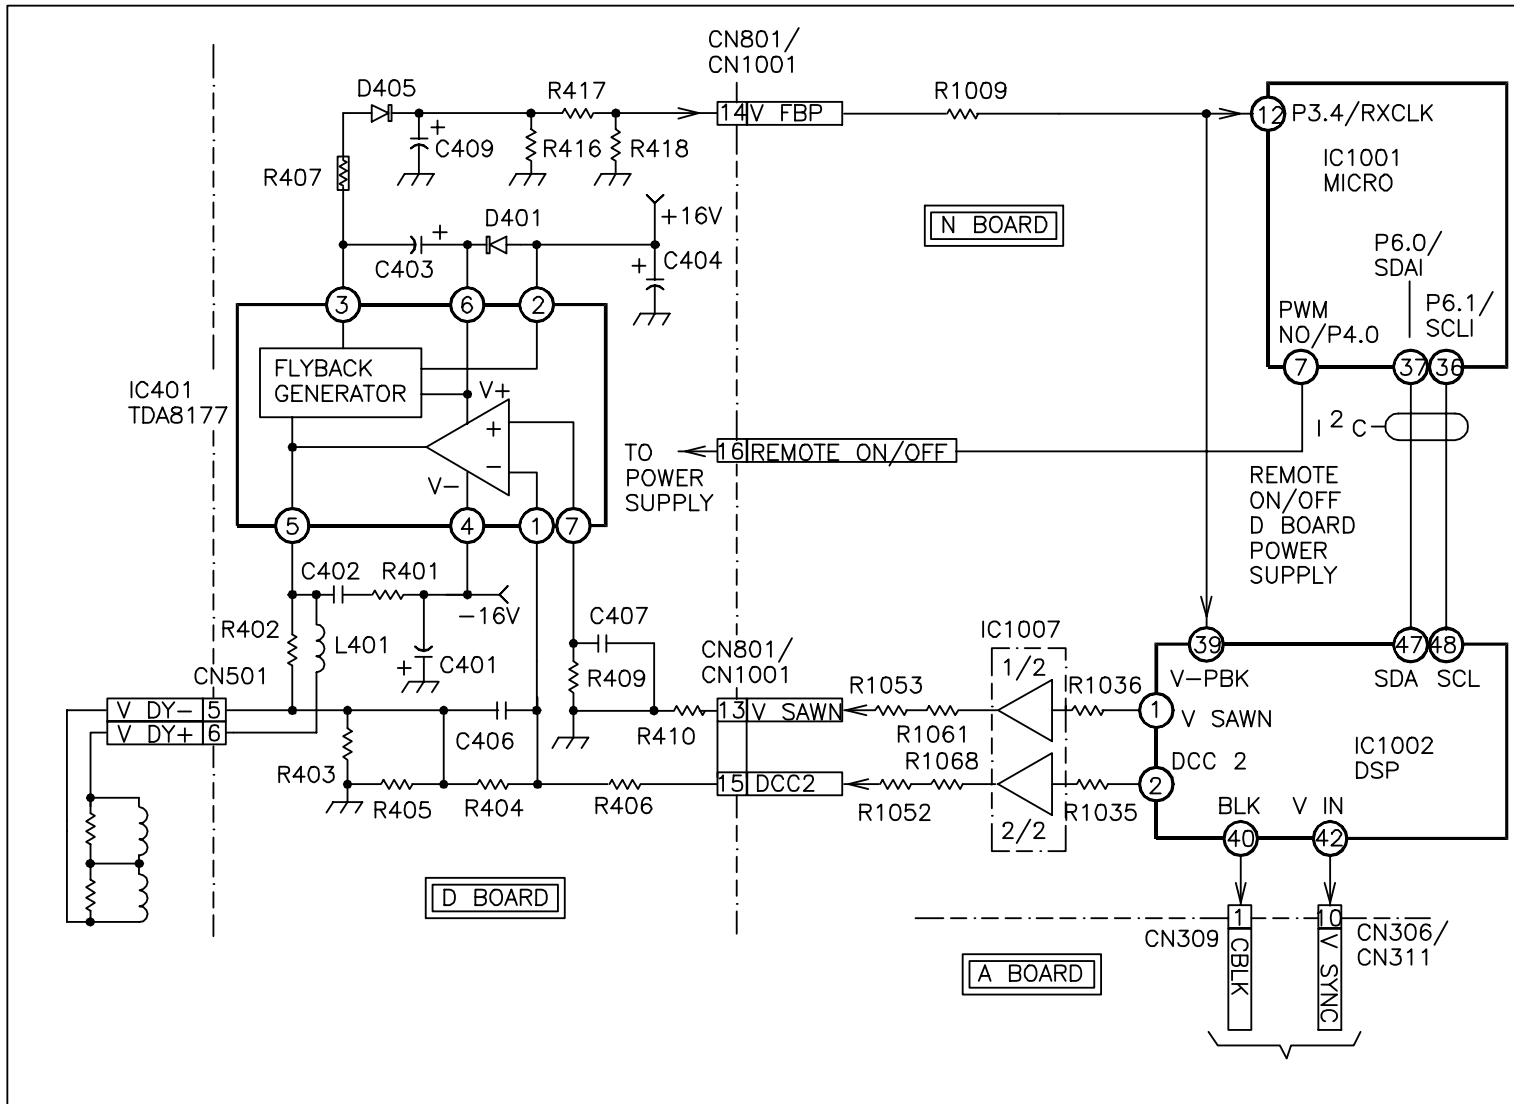 CN801/
CN1001
D405
R417
R1009
14 V FBP
12 P3.4/RXCLK
+
C409
R416
R418
R407
IC1001
MICRO
D401
+16V
N BOARD
+
C403
+
C404
P6.0/
SDAI
3
6
2
P6.1/
SCLI
PWM
NO/P4.0
FLYBACK
GENERATOR
7
37
36
IC401
TDA8177
V+
+
I 2 C
TO
POWER
SUPPLY
16 REMOTE ON/OFF
−
V−
REMOTE
ON/OFF
D BOARD
POWER
SUPPLY
5
4
1
7
C402
R401
−16V
C407
R402
L401
+
C401
IC1007
CN801/
CN1001
39
47
48
CN501
R409
1/2
V-PBK
SDA
SCL
V DY− 5
V DY+ 6
R1053
R1036
13 V SAWN
1
V SAWN
C406
R410
R1061
IC1002
DSP
R403
R1068
DCC 2
15 DCC2
2
R405
R404
R406
R1052
R1035
2/2
BLK
V IN
40
42
D BOARD
CN309
1
10
CN306/
CN311
A BOARD
CBLK
V SYNC